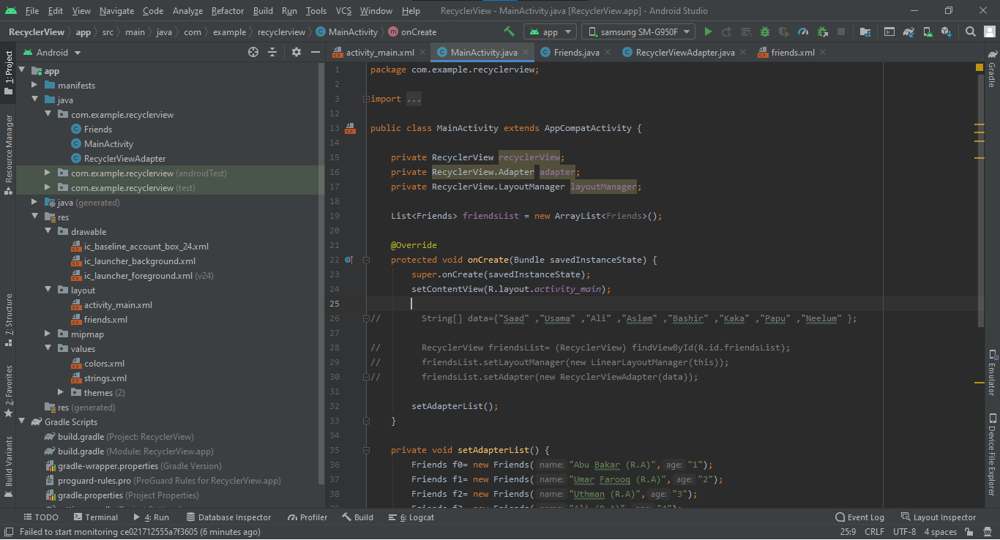 File Edit View Navigate Code Analyze Refactor Build Run Tools VCS Window Help RecyclerView - MainActivity.java [RecyclerView.app] - Android Studio
RecyclerView app src main java com example recyclerview MainActivity onCreate app samsung SM-G950F
Android
activity_main.xml MainActivity.java Friends.java RecyclerViewAdapter.java friends.xml
1: Project
Resource Manager
7: Structure
2: Favorites
Build Variants
app
manifests
java
com.example.recyclerview
Friends
MainActivity
RecyclerViewAdapter
com.example.recyclerview (androidTest)
com.example.recyclerview (test)
java (generated)
res
drawable
ic_baseline_account_box_24.xml
ic_launcher_background.xml
ic_launcher_foreground.xml (v24)
layout
activity_main.xml
friends.xml
mipmap
values
colors.xml
strings.xml
themes (2)
res (generated)
Gradle Scripts
build.gradle (Project: RecyclerView)
build.gradle (Module: RecyclerView.app)
gradle-wrapper.properties (Gradle Version)
proguard-rules.pro (ProGuard Rules for RecyclerView.app)
gradle.properties (Project Properties)
1 package com.example.recyclerview;
2
3 import ...
12
13 public class MainActivity extends AppCompatActivity {
14
15 private RecyclerView recyclerView;
16 private RecyclerView.Adapter adapter;
17 private RecyclerView.LayoutManager layoutManager;
18
19 List<Friends> friendsList = new ArrayList<Friends>();
20
21 @Override
22 protected void onCreate(Bundle savedInstanceState) {
23 super.onCreate(savedInstanceState);
24 setContentView(R.layout.activity_main);
25
26 // String[] data={"Saad" ,"Usama" ,"Ali" ,"Aslam" ,"Bashir" ,"Kaka" ,"Papu" ,"Neelum" };
27
28 // RecyclerView friendsList= (RecyclerView) findViewById(R.id.friendsList);
29 // friendsList.setLayoutManager(new LinearLayoutManager(this));
30 // friendsList.setAdapter(new RecyclerViewAdapter(data));
31
32 setAdapterList();
33 }
34
35 private void setAdapterList() {
36 Friends f0= new Friends( name: "Abu Bakar (R.A)", age: "1");
37 Friends f1= new Friends( name: "Umar Farooq (R.A)", age: "2");
38 Friends f2= new Friends( name: "Uthman (R.A)", age: "3");
Gradle
Emulator
Device File Explorer
TODO Terminal 4: Run Database Inspector Profiler Build 6: Logcat Event Log Layout Inspector
Failed to start monitoring ce021712555a7f3605 (6 minutes ago) 25:9 CRLF UTF-8 4 spaces